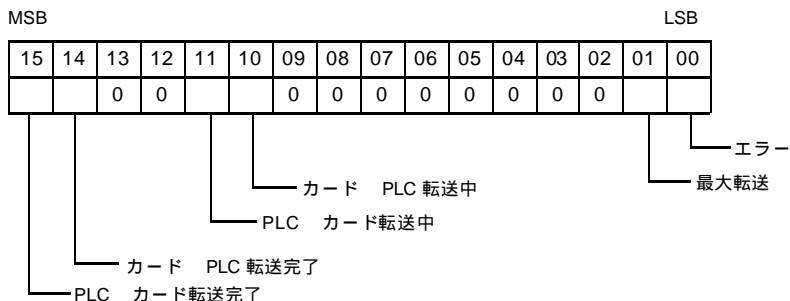 MSB LSB
15 14 13 12 11 10 09 08 07 06 05 04 03 02 01 00
0 0 0 0 0 0 0 0 0 0
エラー
最大転送
カード PLC 転送中
PLC カード転送中
カード PLC 転送完了
PLC カード転送完了